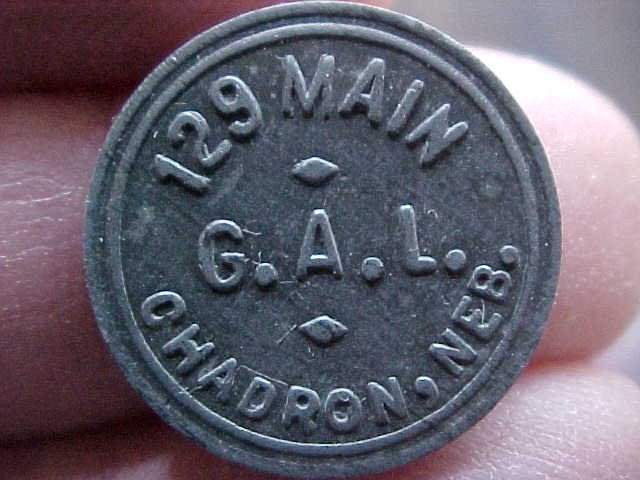 129 MAIN
G.A.L.
CHADRON, NEB.